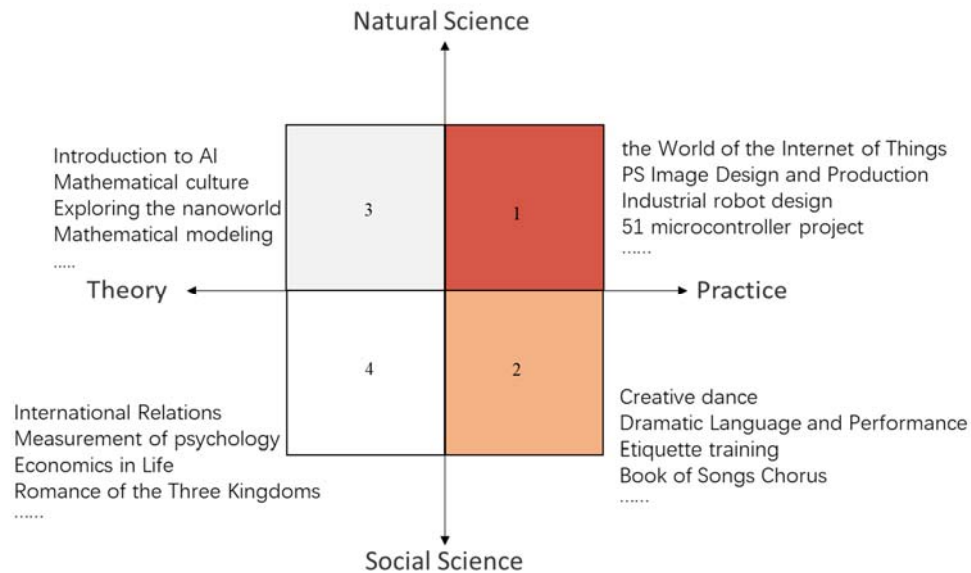 Natural Science
Introduction to AI
Mathematical culture
Exploring the nanoworld
Mathematical modeling
.....
3
1
the World of the Internet of Things
PS Image Design and Production
Industrial robot design
51 microcontroller project
......
Theory
Practice
International Relations
Measurement of psychology
Economics in Life
Romance of the Three Kingdoms
......
4
2
Creative dance
Dramatic Language and Performance
Etiquette training
Book of Songs Chorus
......
Social Science